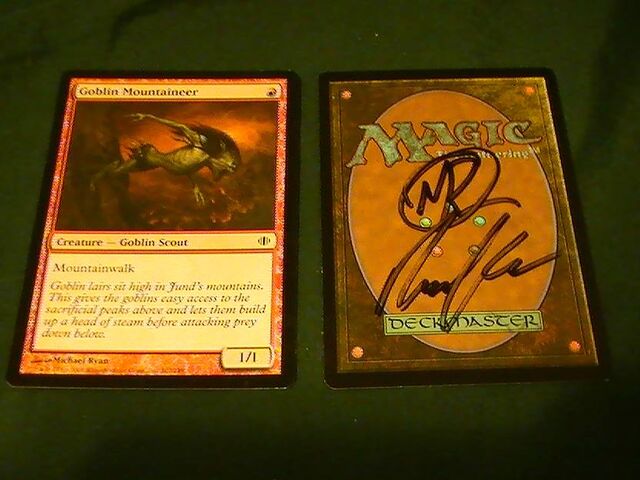 Goblin Mountaineer
Creature — Goblin Scout
Mountainwalk
Goblin lairs sit high in Jund's mountains.
This gives the goblins easy access to the
sacrificial peaks above and lets them build
up a head of steam before attacking prey
down below.
Michael Ryan
1/1
MAGIC
The Gathering
DECKMASTER